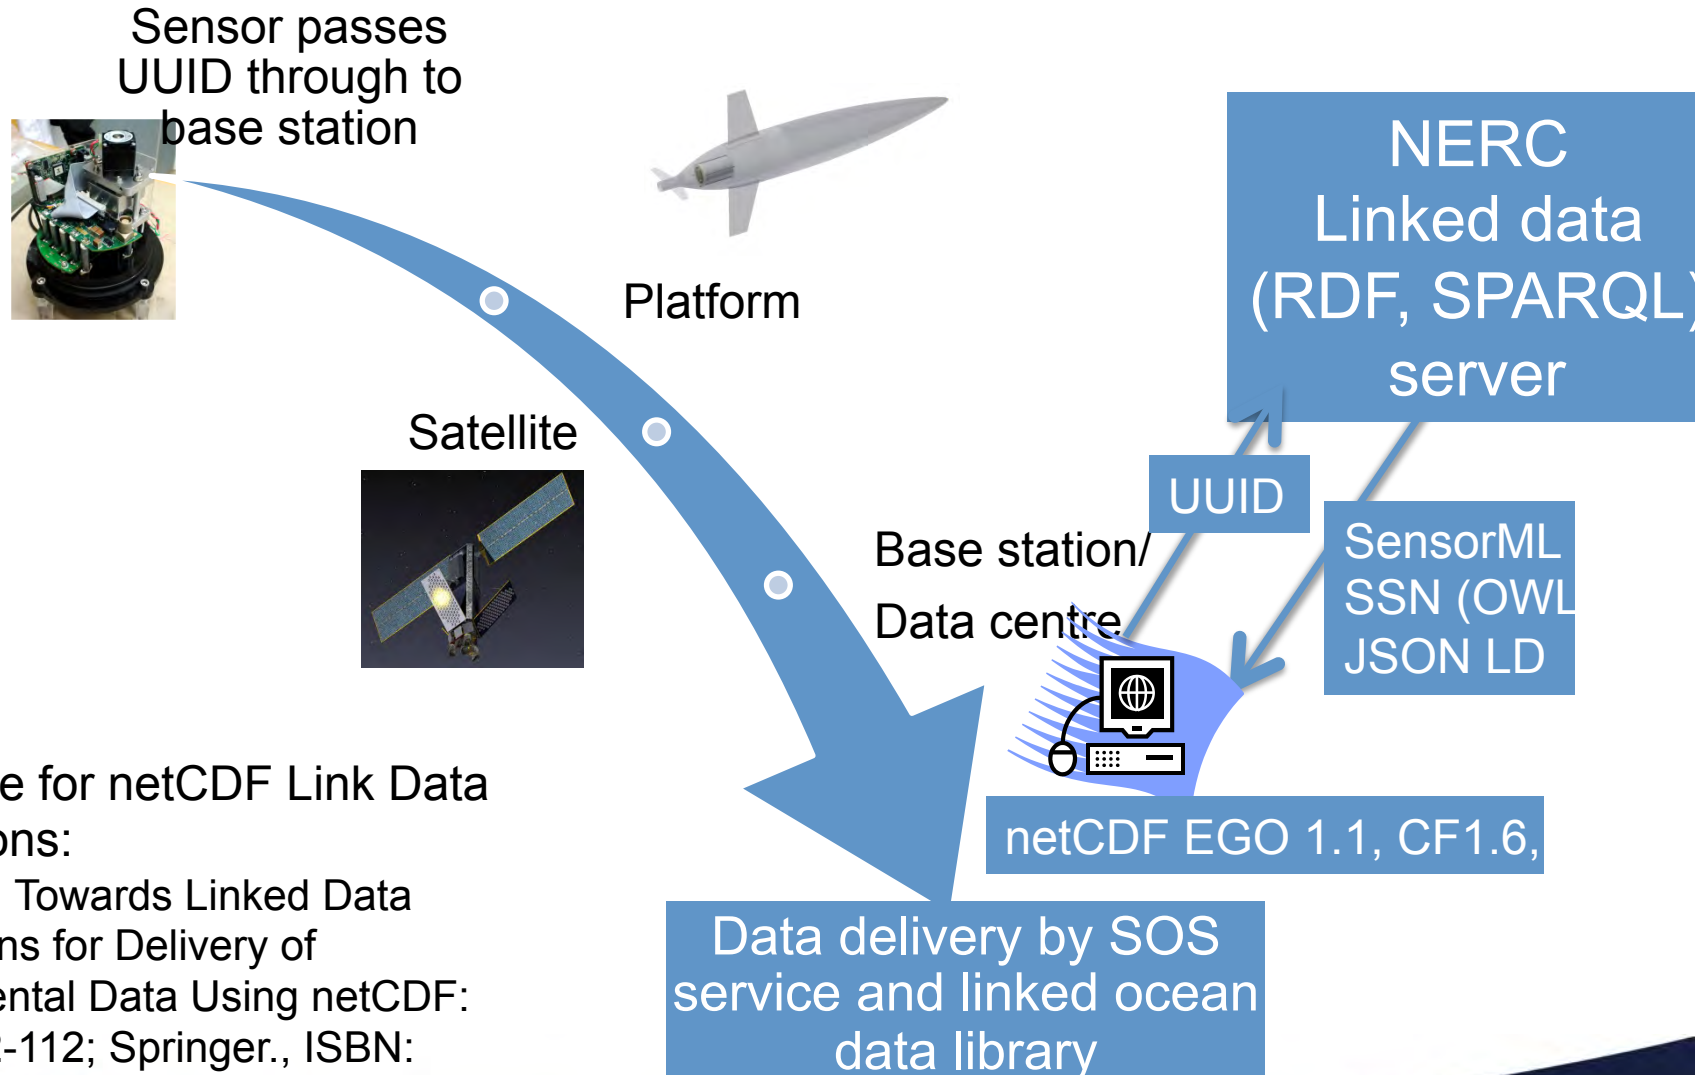 Sensor passes
UUID through to
base station
Platform
NERC
Linked data
(RDF, SPARQL)
server
Satellite
UUID
SensorML
SSN (OWL
JSON LD
Base station/
Data centre
netCDF EGO 1.1, CF1.6,
e for netCDF Link Data
ons:
Towards Linked Data
ns for Delivery of
ental Data Using netCDF:
2-112; Springer., ISBN:
Data delivery by SOS
service and linked ocean
data library